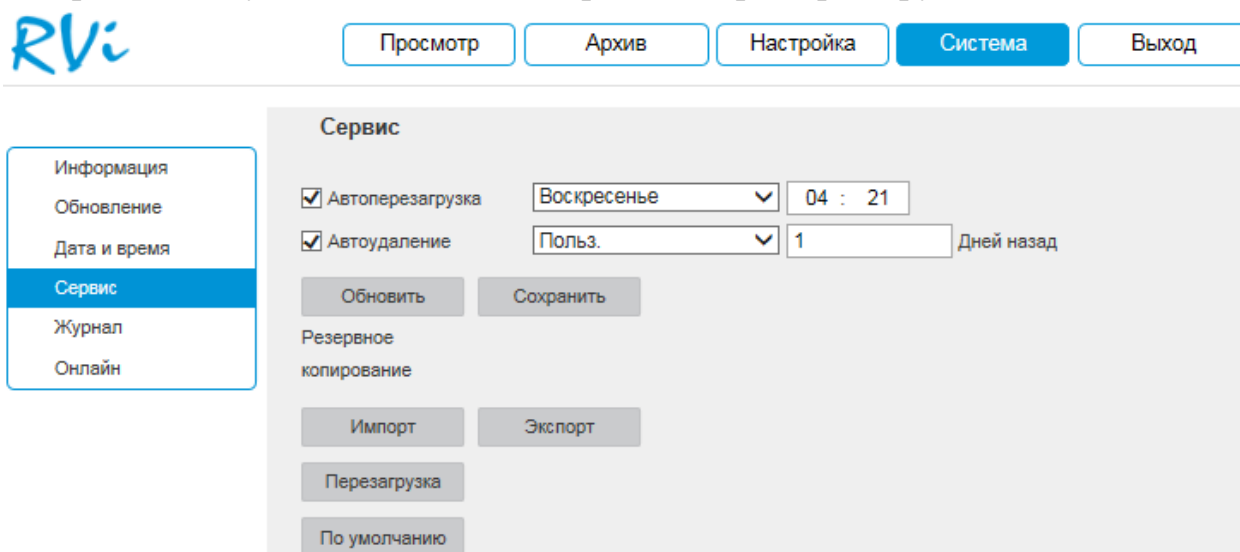 RVi
Просмотр Архив Настройка Система Выход
Сервис
Информация
Обновление
Дата и время
Сервис
Журнал
Онлайн
Автоперезагрузка Воскресенье 04 : 21
Автоудаление Польз. 1 Дней назад
Обновить Сохранить
Резервное
копирование
Импорт Экспорт
Перезагрузка
По умолчанию